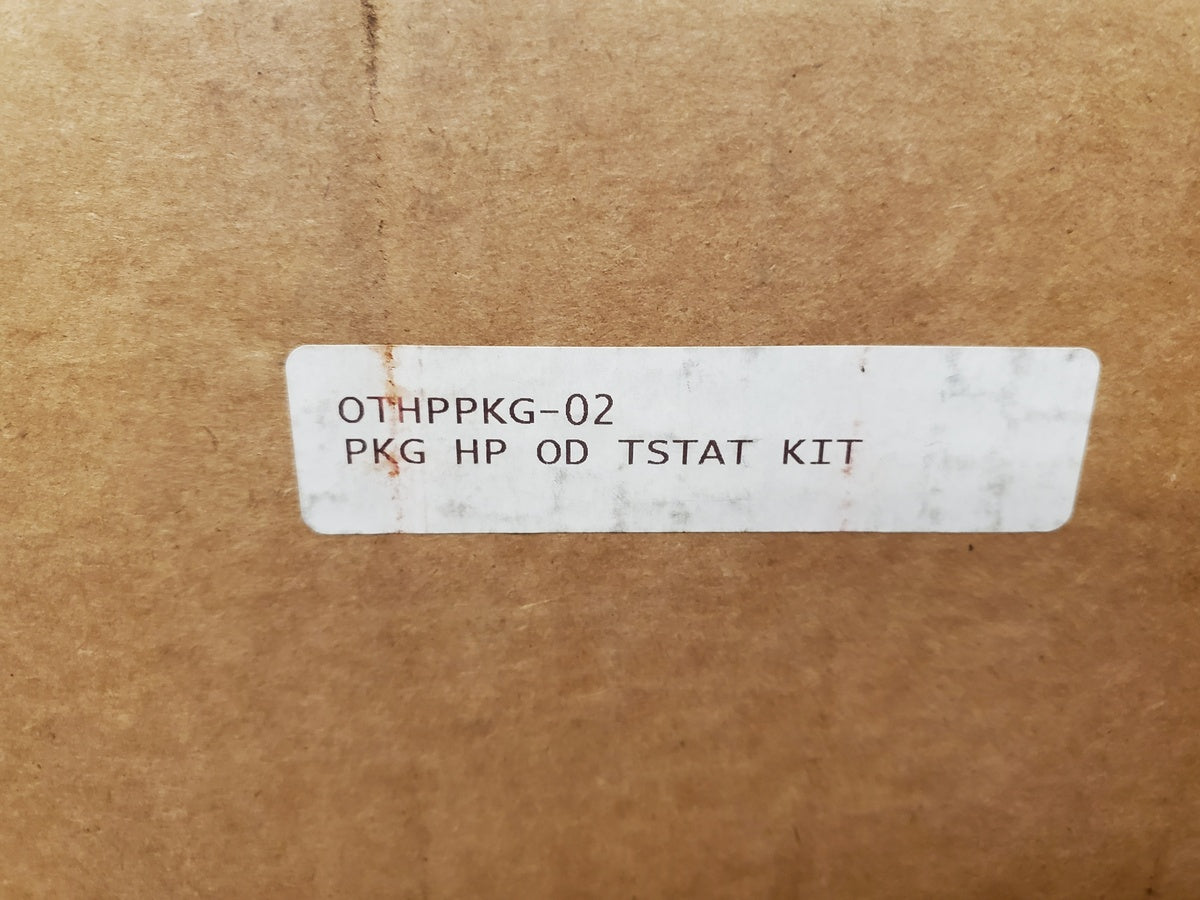 OTHPPKG-02
PKG HP OD TSTAT KIT